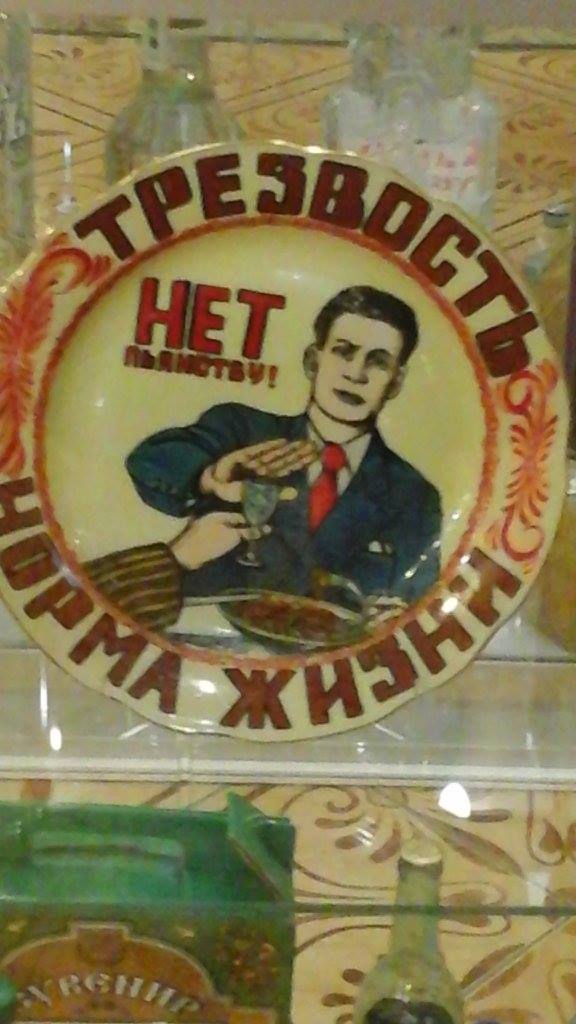 ТРЕЗВОСТЬ
НЕТ
ПЬЯНСТВУ!
НОРМА ЖИЗНИ
СУВЕНИР